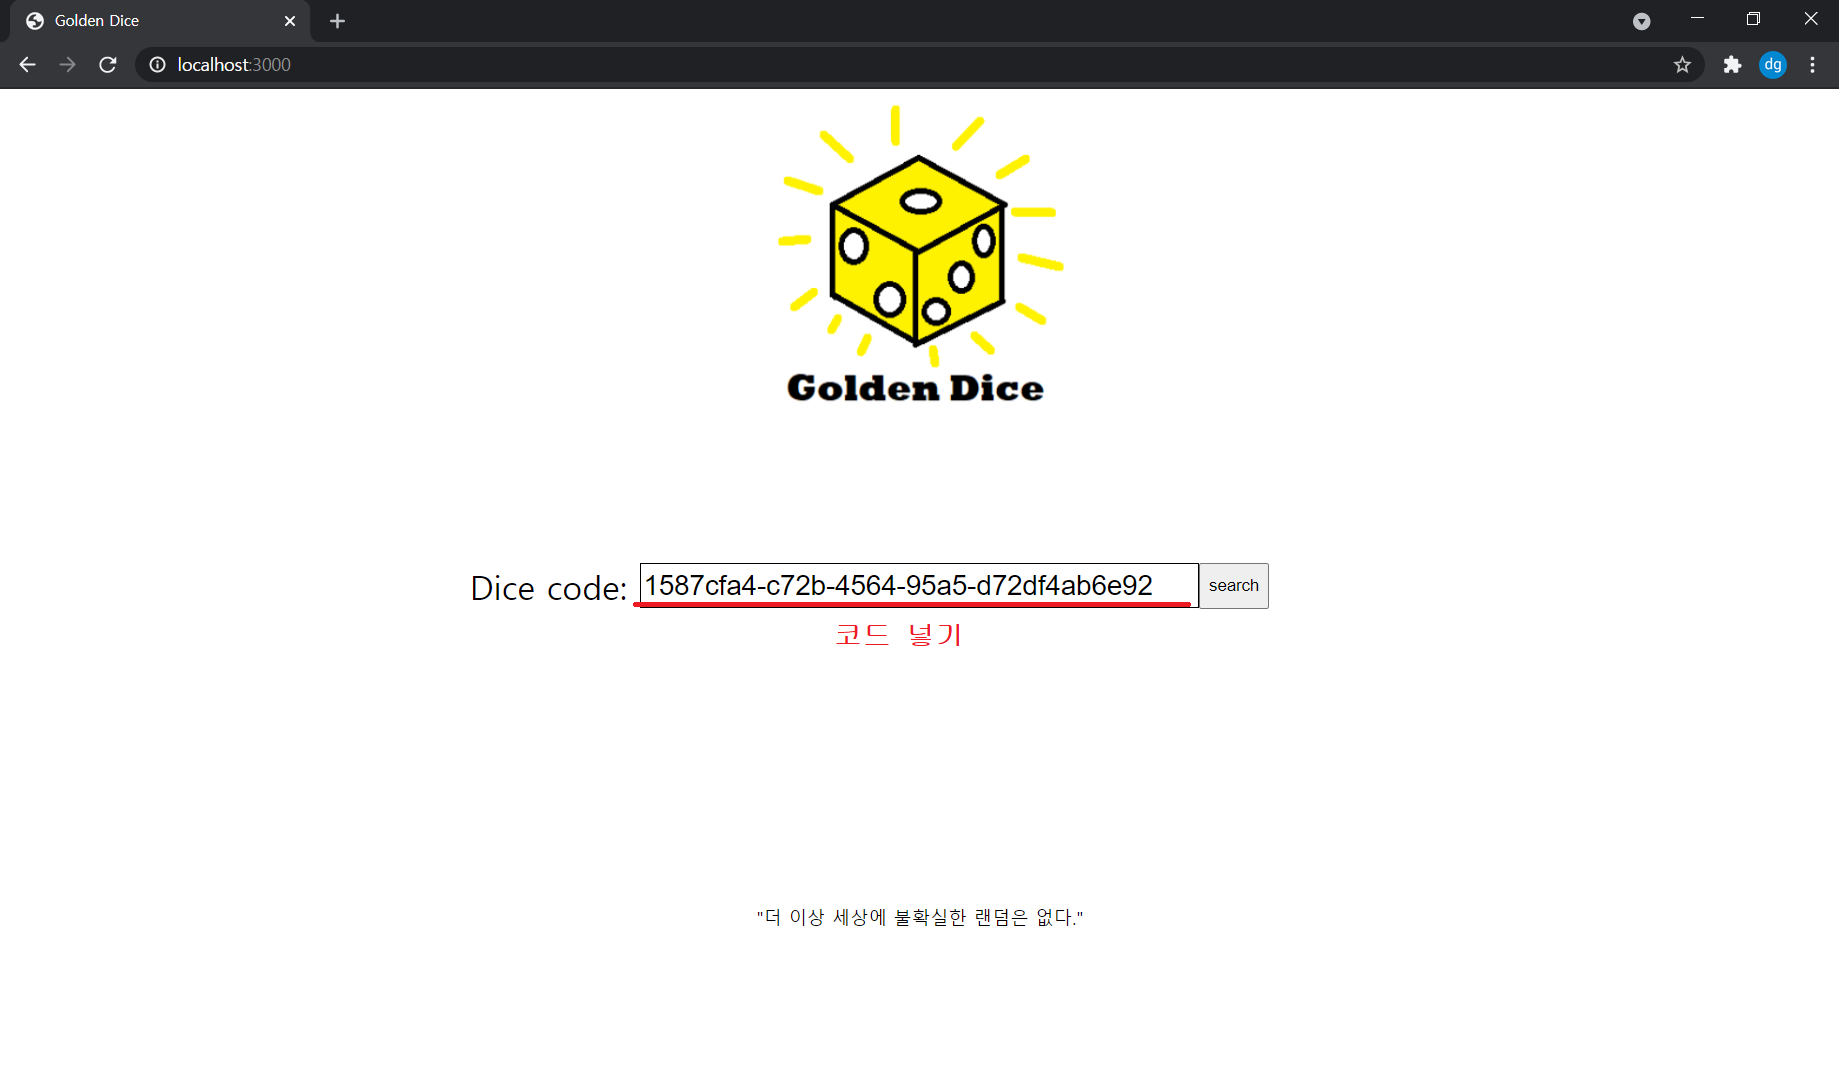 Golden Dice
localhost:3000
dg
Golden Dice
Dice code: 1587cfa4-c72b-4564-95a5-d72df4ab6e92 search
코드 넣기
"더 이상 세상에 불확실한 랜덤은 없다."